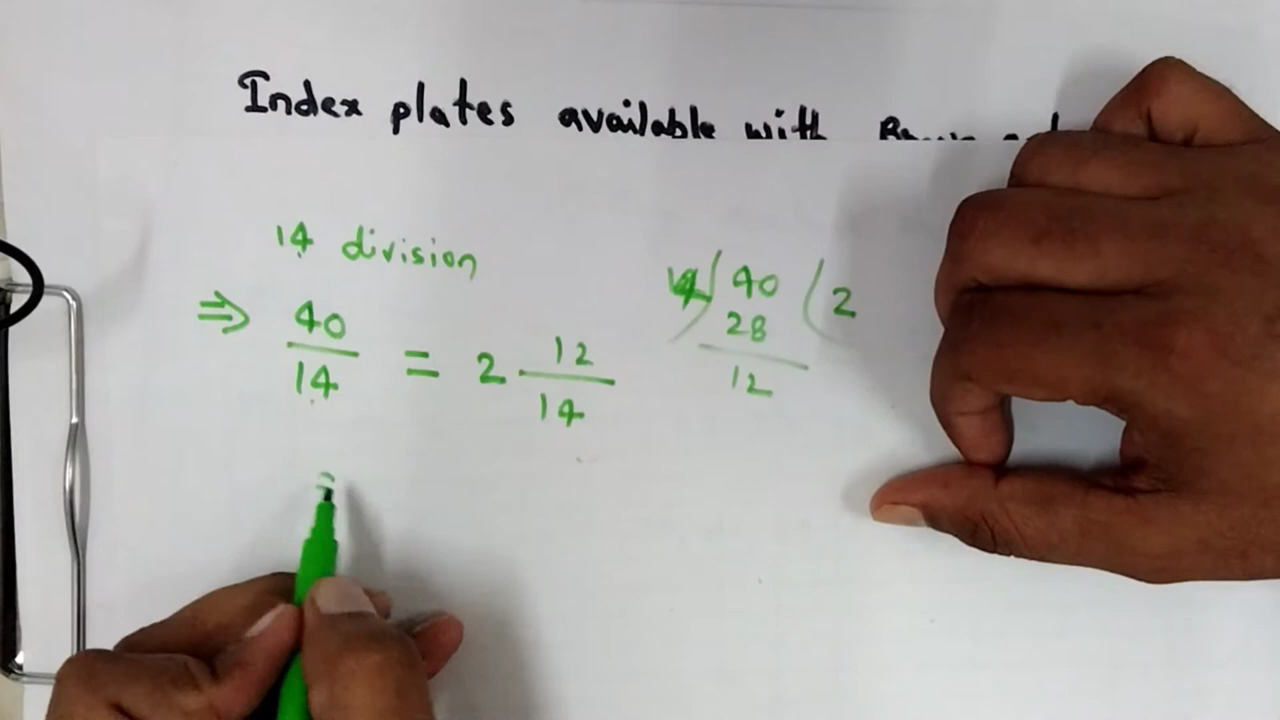 Index plates available with
14 division
⇒ 40/14 = 2 12/14
14 ) 40 ( 2
28
12